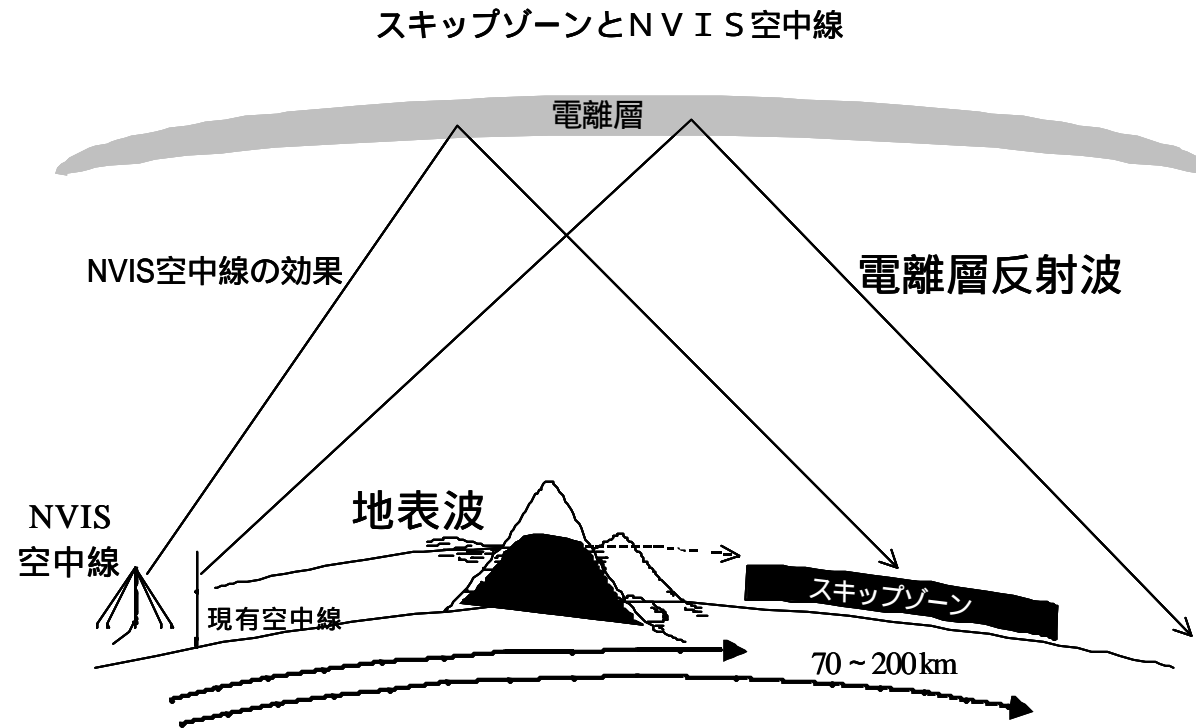 スキップゾーンとＮＶＩＳ空中線
電離層
NVIS空中線の効果
電離層反射波
地表波
NVIS
空中線
現有空中線
スキップゾーン
70～200km